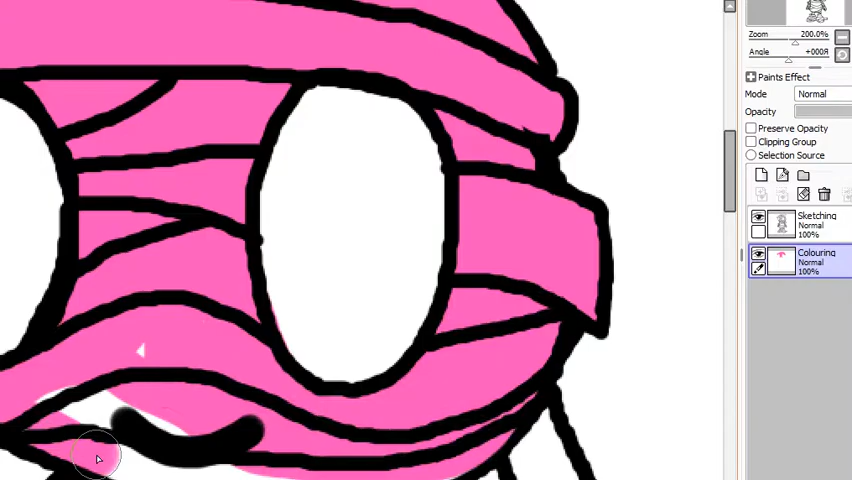 Zoom 200.0%
Angle +000Я
Paints Effect
Mode Normal
Opacity
Preserve Opacity
Clipping Group
Selection Source
Sketching
Normal
100%
Colouring
Normal
100%